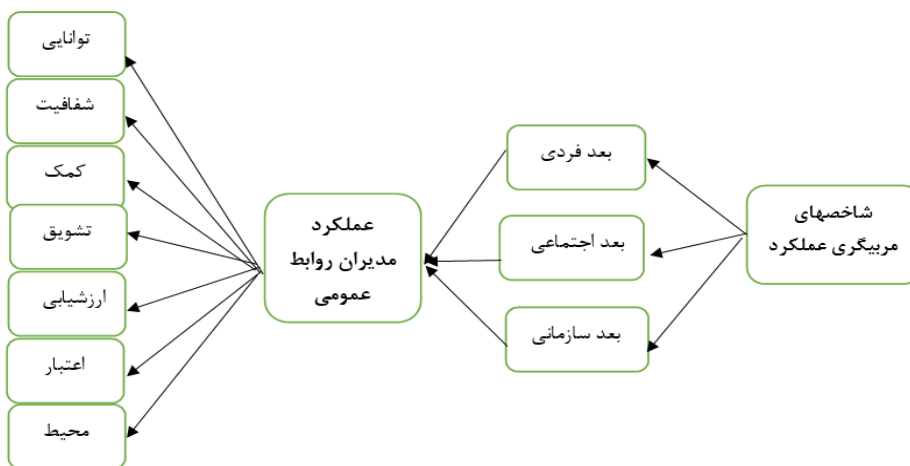 شاخصهای
مربیگری عملکرد
بعد فردی
بعد اجتماعی
بعد سازمانی
عملکرد
مدیران روابط
عمومی
توانایی
شفافیت
کمک
تشویق
ارزشیابی
اعتبار
محیط